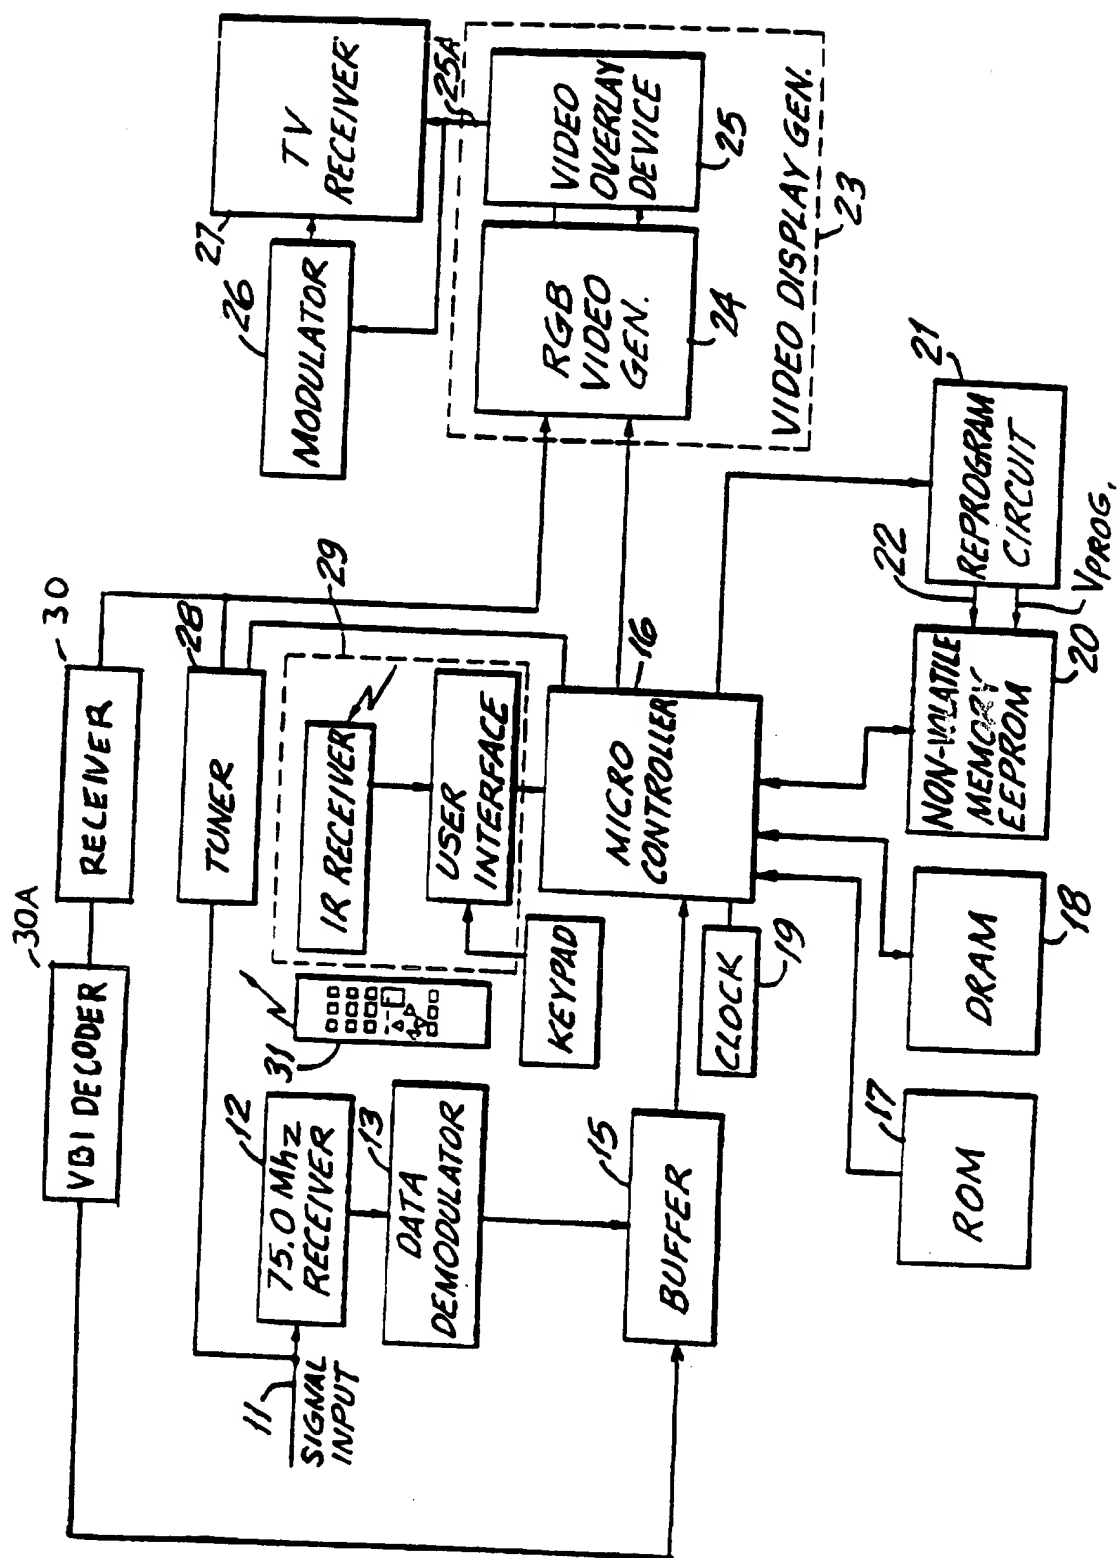 30A
VBI DECODER
30
RECEIVER
28
TUNER
11
SIGNAL
INPUT
12
75.0 Mhz
RECEIVER
13
DATA
DEMODULATOR
31
IR RECEIVER
29
USER
INTERFACE
KEYPAD
15
BUFFER
16
MICRO
CONTROLLER
CLOCK
19
17
ROM
DRAM
18
NON-VOLATILE
MEMORY
EEPROM
20
22
VPROG.
21
REPROGRAM
CIRCUIT
26
MODULATOR
27
TV
RECEIVER
25A
RGB
VIDEO
GEN.
24
VIDEO
OVERLAY
DEVICE
25
VIDEO DISPLAY GEN.
23